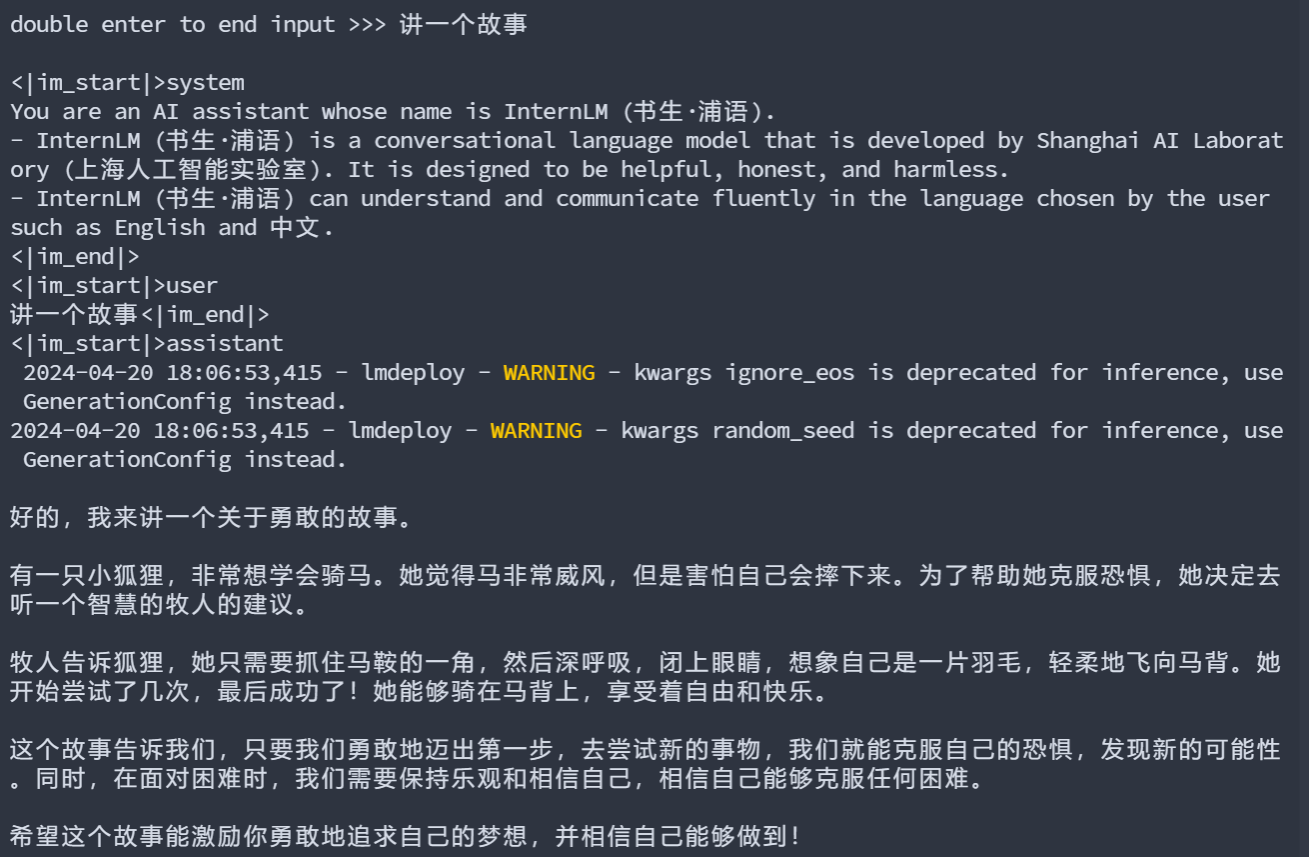 double enter to end input >>> 讲一个故事
<|im_start|>system
You are an AI assistant whose name is InternLM (书生·浦语).
- InternLM (书生·浦语) is a conversational language model that is developed by Shanghai AI Laborat
ory (上海人工智能实验室). It is designed to be helpful, honest, and harmless.
- InternLM (书生·浦语) can understand and communicate fluently in the language chosen by the user
such as English and 中文.
<|im_end|>
<|im_start|>user
讲一个故事<|im_end|>
<|im_start|>assistant
2024-04-20 18:06:53,415 - lmdeploy - WARNING - kwargs ignore_eos is deprecated for inference, use
GenerationConfig instead.
2024-04-20 18:06:53,415 - lmdeploy - WARNING - kwargs random_seed is deprecated for inference, use
GenerationConfig instead.
好的，我来讲一个关于勇敢的故事。
有一只小狐狸，非常想学会骑马。她觉得马非常威风，但是害怕自己会摔下来。为了帮助她克服恐惧，她决定去
听一个智慧的牧人的建议。
牧人告诉狐狸，她只需要抓住马鞍的一角，然后深呼吸，闭上眼睛，想象自己是一片羽毛，轻柔地飞向马背。她
开始尝试了几次，最后成功了！她能够骑在马背上，享受着自由和快乐。
这个故事告诉我们，只要我们勇敢地迈出第一步，去尝试新的事物，我们就能克服自己的恐惧，发现新的可能性
。同时，在面对困难时，我们需要保持乐观和相信自己，相信自己能够克服任何困难。
希望这个故事能激励你勇敢地追求自己的梦想，并相信自己能够做到！